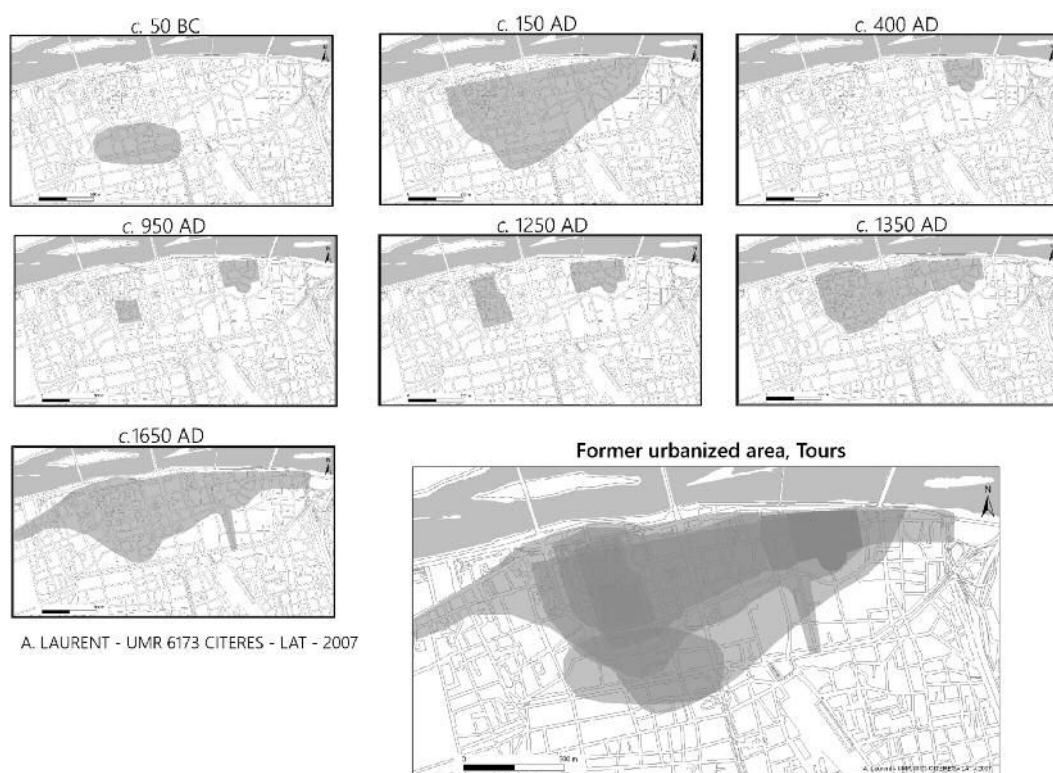 c. 50 BC
c. 150 AD
c. 400 AD
c. 950 AD
c. 1250 AD
c. 1350 AD
c.1650 AD
Former urbanized area, Tours
A. LAURENT - UMR 6173 CITERES - LAT - 2007
N
0 500 m